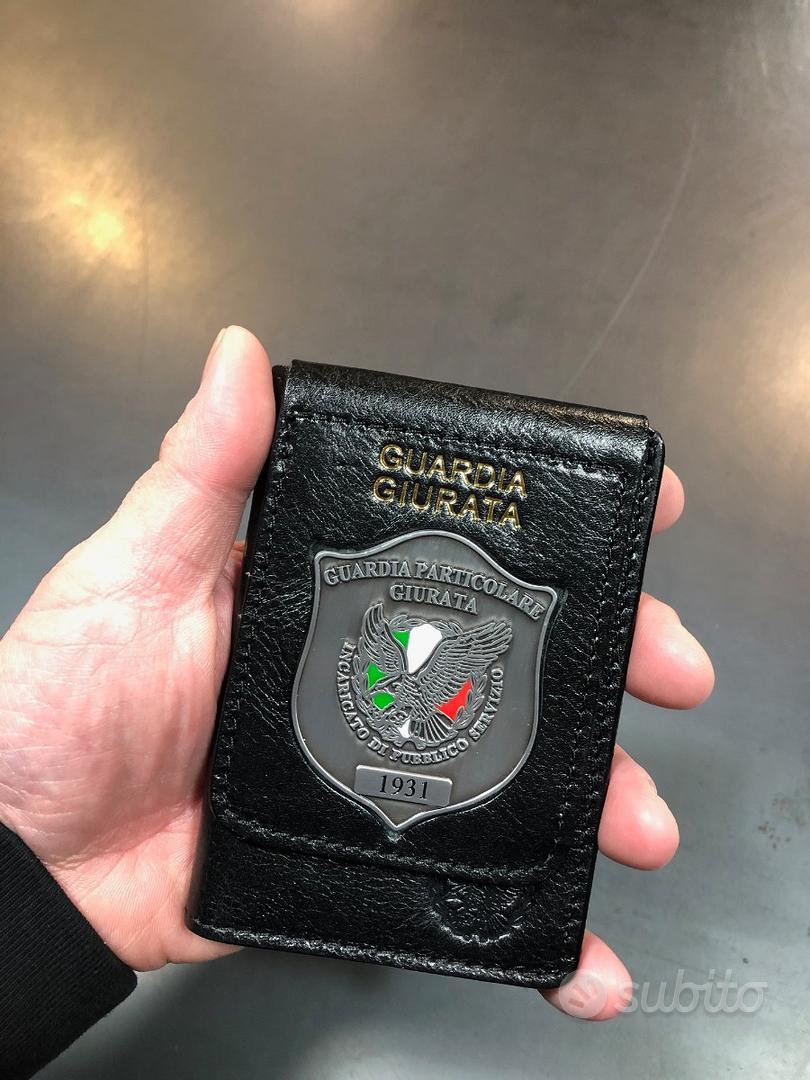 GUARDIA
GIURATA
GUARDIA PARTICOLARE
GIURATA
INCARICATO DI PUBBLICO SERVIZIO
1931
subito